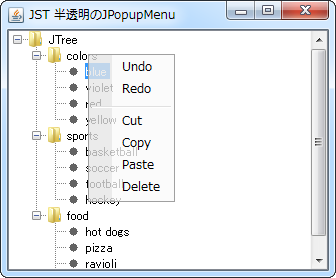 JST 半透明のJPopupMenu
JTree
colors
blue
violet
red
yellow
sports
basketball
soccer
football
hockey
food
hot dogs
pizza
ravioli
Undo
Redo
Cut
Copy
Paste
Delete